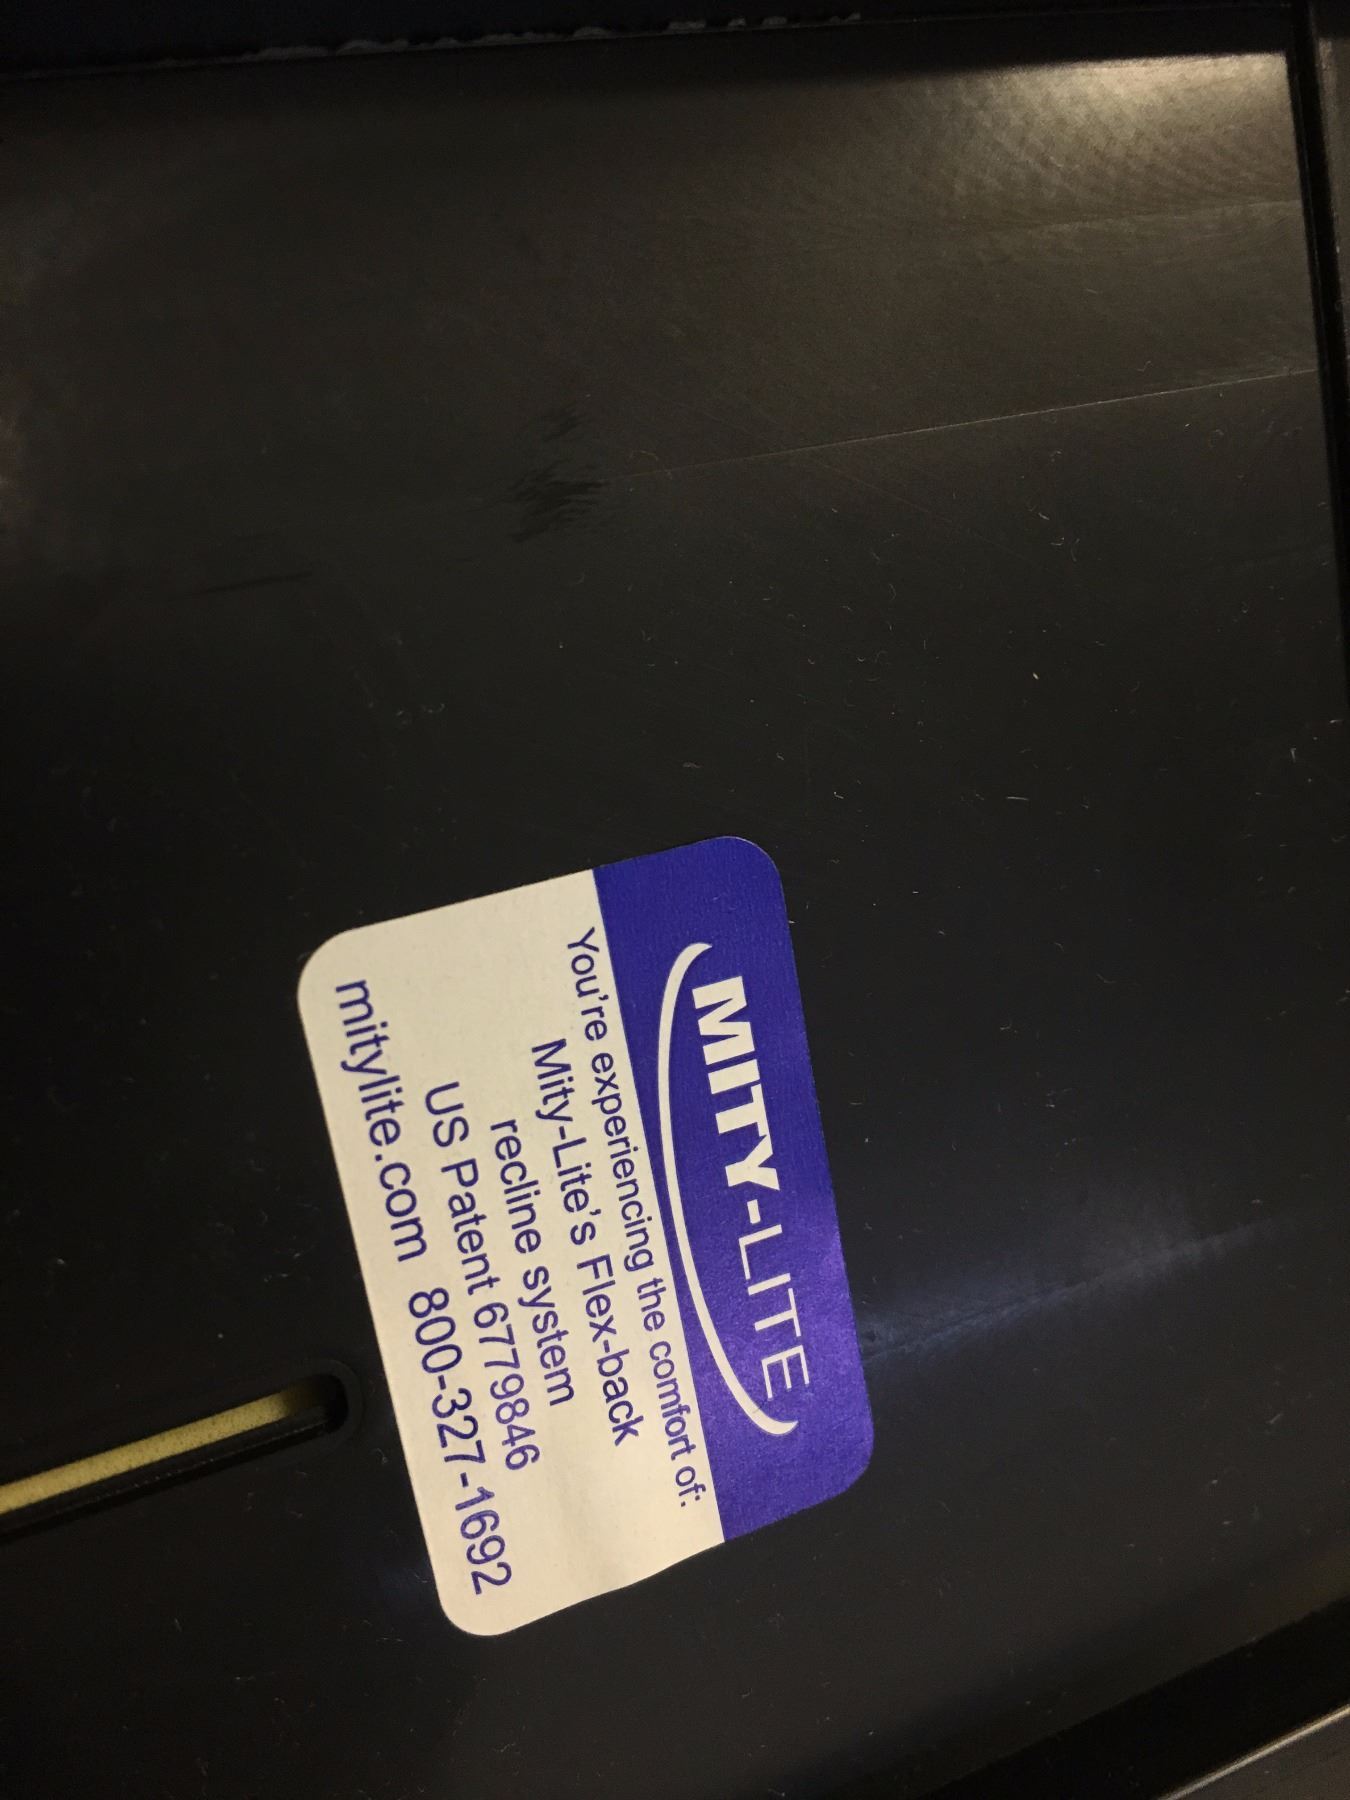 MITY-LITE
You're experiencing the comfort of:
Mity-Lite's Flex-back
recline system
US Patent 6779846
mitylite.com 800-327-1692